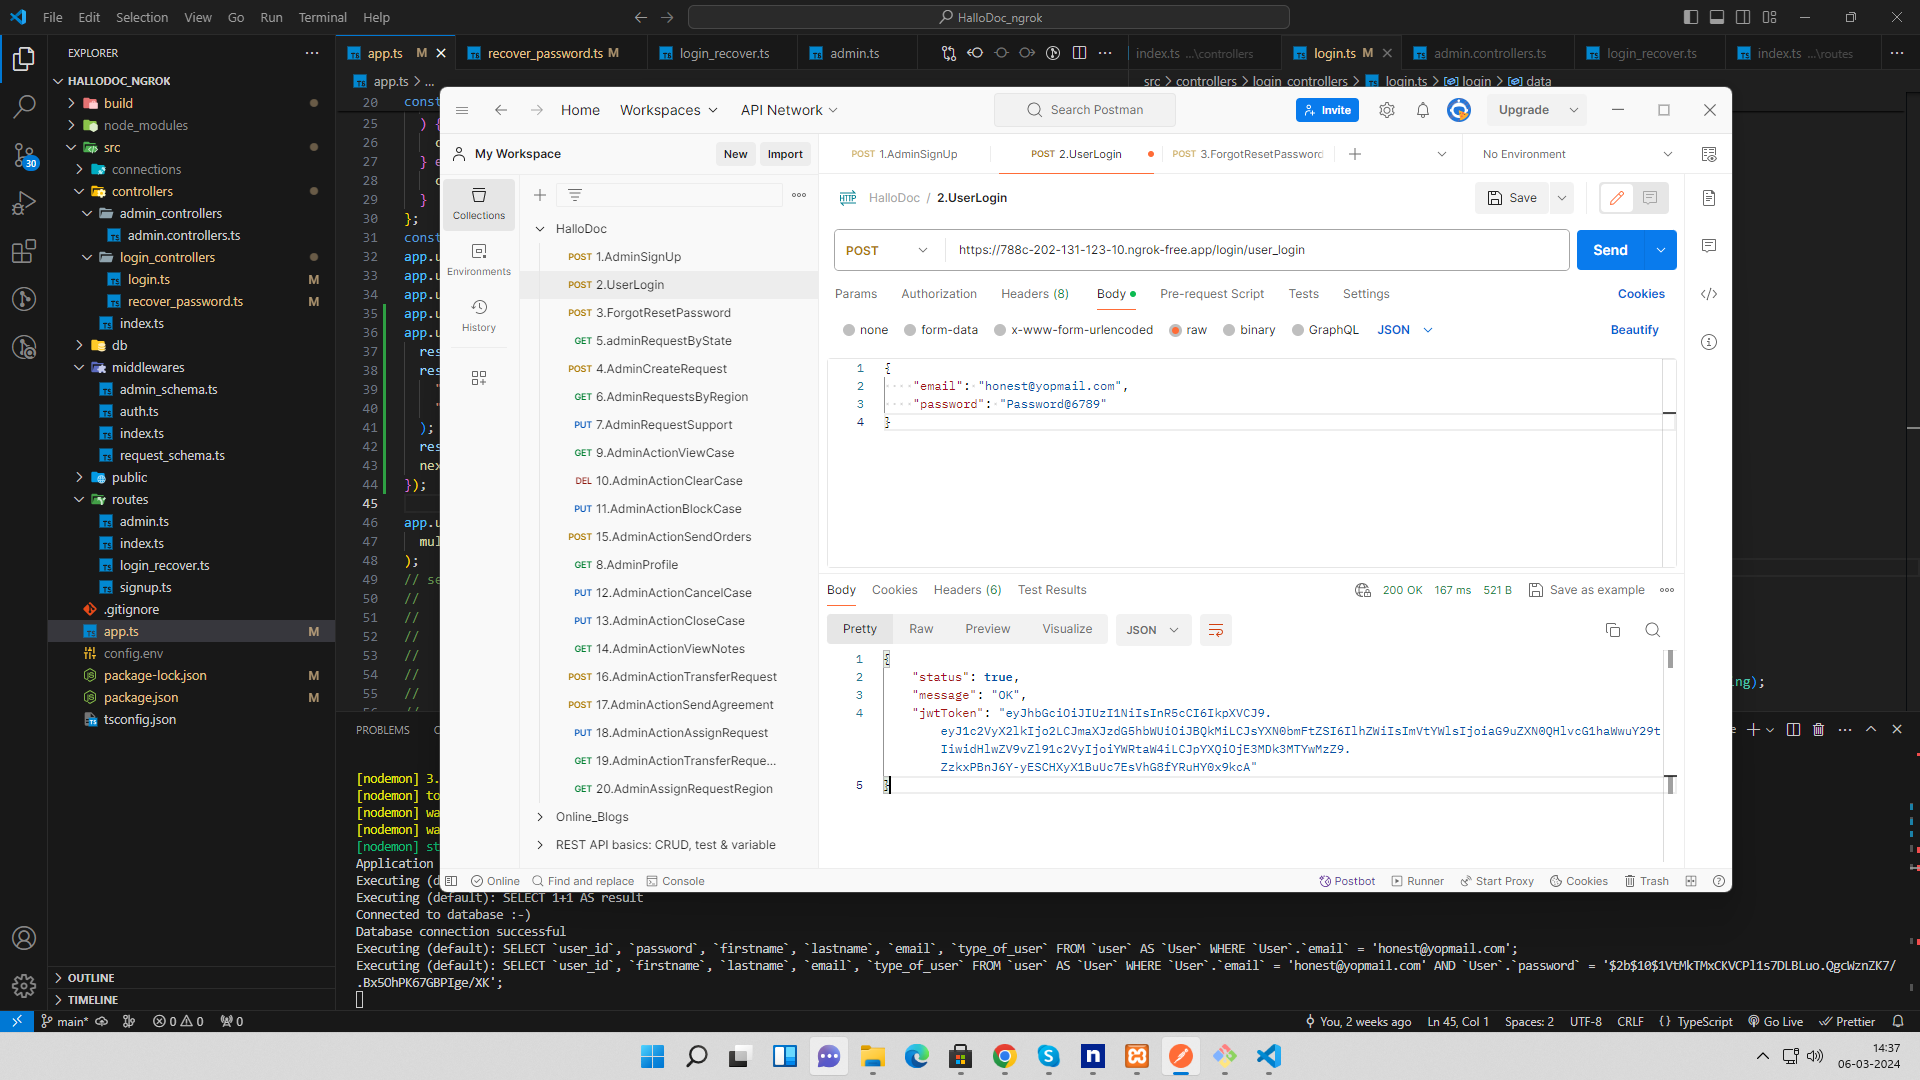 File Edit Selection View Go Run Terminal Help
HalloDoc_ngrok
EXPLORER
HALLODOC_NGROK
build
node_modules
src
connections
controllers
admin_controllers
admin.controllers.ts
login_controllers
login.ts M
recover_password.ts M
index.ts
db
middlewares
admin_schema.ts
auth.ts
index.ts
request_schema.ts
public
routes
admin.ts
index.ts
login_recover.ts
signup.ts
.gitignore
app.ts M
config.env
package-lock.json M
package.json M
tsconfig.json
OUTLINE
TIMELINE
app.ts M
recover_password.ts M
login_recover.ts
admin.ts
index.ts ...\controllers
login.ts M
admin.controllers.ts
login_recover.ts
index.ts ...\routes
app.ts > ...
src > controllers > login_controllers > login.ts > login > data
20 cons
25 ) {
26
27 } e
28
29 }
30 };
31 cons
32 app.u
33 app.u
34 app.u
35 app.u
36 app.u
37 res
38 res
39 "
40 "
41 );
42 res
43 nex
44 });
45
46 app.u
47 mul
48 );
49 // se
50 //
51 //
52 //
53 //
54 //
55 //
ng);
Home Workspaces API Network
Search Postman
Invite
Upgrade
My Workspace
New Import
Collections
Environments
History
HalloDoc
POST 1.AdminSignUp
POST 2.UserLogin
POST 3.ForgotResetPassword
GET 5.adminRequestByState
POST 4.AdminCreateRequest
GET 6.AdminRequestsByRegion
PUT 7.AdminRequestSupport
GET 9.AdminActionViewCase
DEL 10.AdminActionClearCase
PUT 11.AdminActionBlockCase
POST 15.AdminActionSendOrders
GET 8.AdminProfile
PUT 12.AdminActionCancelCase
PUT 13.AdminActionCloseCase
PUT 14.AdminActionViewNotes
POST 16.AdminActionTransferRequest
POST 17.AdminActionSendAgreement
PUT 18.AdminActionAssignRequest
GET 19.AdminActionTransferReque...
GET 20.AdminAssignRequestRegion
Online_Blogs
REST API basics: CRUD, test & variable
POST 1.AdminSignUp
POST 2.UserLogin
POST 3.ForgotResetPassword
No Environment
HTTP HalloDoc / 2.UserLogin
Save
POST https://788c-202-131-123-10.ngrok-free.app/login/user_login
Send
Params Authorization Headers (8) Body Pre-request Script Tests Settings Cookies
none form-data x-www-form-urlencoded raw binary GraphQL JSON Beautify
1 {
2 "email": "honest@yopmail.com",
3 "password": "Password@6789"
4 }
Body Cookies Headers (6) Test Results
200 OK 167 ms 521 B Save as example
Pretty Raw Preview Visualize JSON
1 {
2 "status": true,
3 "message": "OK",
4 "jwtToken": "eyJhbGciOiJIUzI1NiIsInR5cCI6IkpXVCJ9.
eyJ1c2VyX2lkIjo2LCJmaXJzdG5hbWUiOiJBQkMiLCJsYXN0bmFtZSI6IlhZWiIsImVtYWlsIjoiaG9uZXN0QHlvcG1haWwuY29t
IiwidHlwZV9vZl91c2VyIjoiYWRtaW4iLCJpYXQiOjE3MDk3MTYwMzZ9.
ZzkxPBnJ6Y-yESCHXyX1BuUc7EsVhG8fYRuHY0x9kcA"
5 }
Online Find and replace Console
Postbot Runner Start Proxy Cookies Trash
PROBLEMS
[nodemon] 3.
[nodemon] to
[nodemon] wa
[nodemon] wa
[nodemon] st
Application
Executing (d
Executing (default): SELECT 1+1 AS result
Connected to database :-)
Database connection successful
Executing (default): SELECT `user_id`, `password`, `firstname`, `lastname`, `email`, `type_of_user` FROM `user` AS `User` WHERE `User`.`email` = 'honest@yopmail.com';
Executing (default): SELECT `user_id`, `firstname`, `lastname`, `email`, `type_of_user` FROM `user` AS `User` WHERE `User`.`email` = 'honest@yopmail.com' AND `User`.`password` = '$2b$10$1VtMkTMxCKVCPl1s7DLBLuo.QgcWznZK7/
.Bx5OhPK67GBPIge/XK';
main* 0 0 0
You, 2 weeks ago Ln 45, Col 1 Spaces: 2 UTF-8 CRLF {} TypeScript Go Live Prettier
30
14:37
06-03-2024